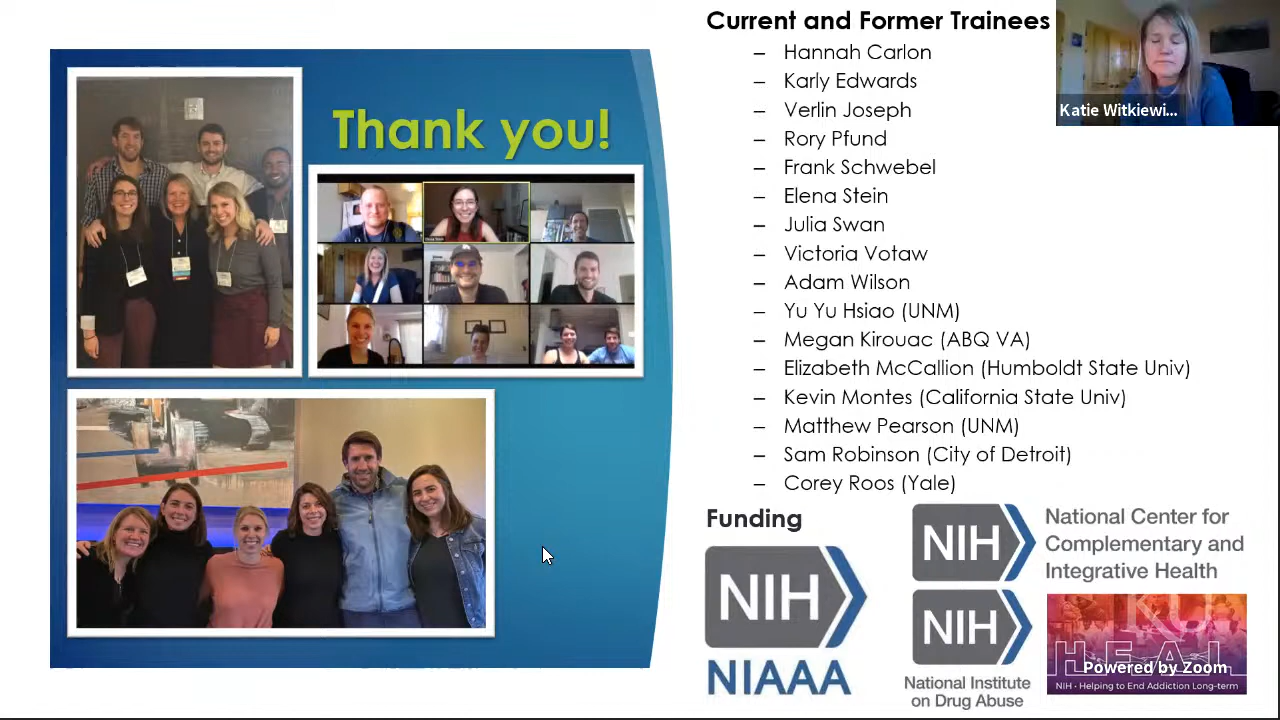 Current and Former Trainees
– Hannah Carlon
– Karly Edwards
– Verlin Joseph
– Rory Pfund
– Frank Schwebel
– Elena Stein
– Julia Swan
– Victoria Votaw
– Adam Wilson
– Yu Yu Hsiao (UNM)
– Megan Kirouac (ABQ VA)
– Elizabeth McCallion (Humboldt State Univ)
– Kevin Montes (California State Univ)
– Matthew Pearson (UNM)
– Sam Robinson (City of Detroit)
– Corey Roos (Yale)
Katie Witkiewi...
Thank you!
Funding
NIH
NIAAA
NIH
National Center for
Complementary and
Integrative Health
NIH
National Institute
on Drug Abuse
KU
HEAL
Powered by Zoom
NIH • Helping to End Addiction Long-term